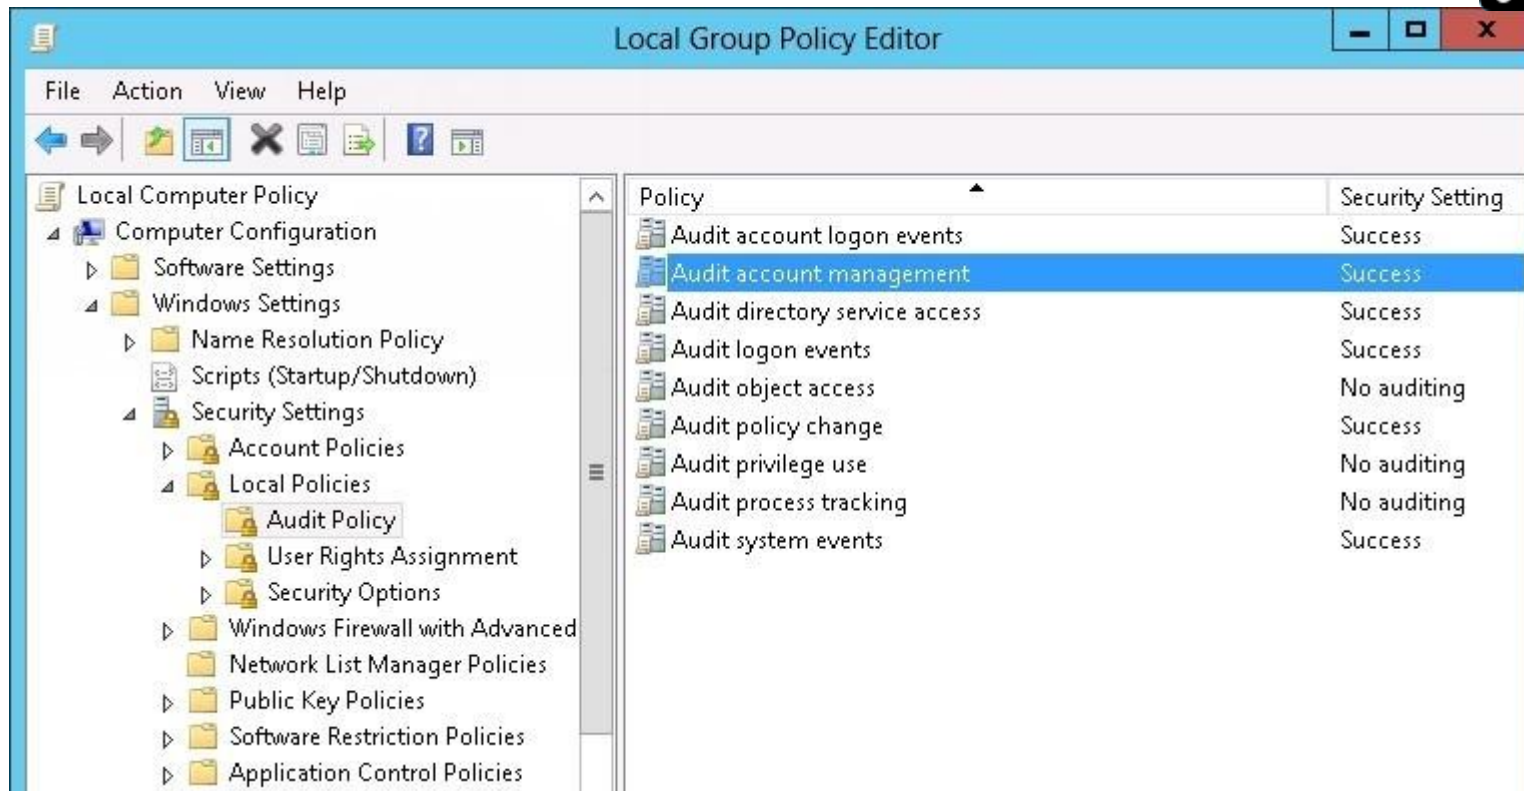 Local Group Policy Editor
File Action View Help
Local Computer Policy
Computer Configuration
Software Settings
Windows Settings
Name Resolution Policy
Scripts (Startup/Shutdown)
Security Settings
Account Policies
Local Policies
Audit Policy
User Rights Assignment
Security Options
Windows Firewall with Advanced
Network List Manager Policies
Public Key Policies
Software Restriction Policies
Application Control Policies
Policy Security Setting
Audit account logon events Success
Audit account management Success
Audit directory service access Success
Audit logon events Success
Audit object access No auditing
Audit policy change Success
Audit privilege use No auditing
Audit process tracking No auditing
Audit system events Success